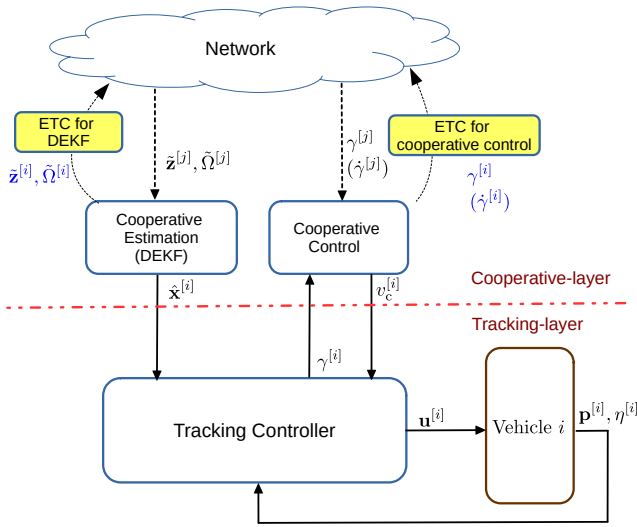 Network
ETC for
DEKF
ETC for
cooperative control
z̃^[i], Ω̃^[i]
z̃^[j], Ω̃^[j]
γ^[j]
(γ̇^[j])
γ^[i]
(γ̇^[i])
Cooperative
Estimation
(DEKF)
Cooperative
Control
x̂^[i]
v_c^[i]
Cooperative-layer
Tracking-layer
γ^[i]
Tracking Controller
u^[i]
Vehicle i
p^[i], η^[i]